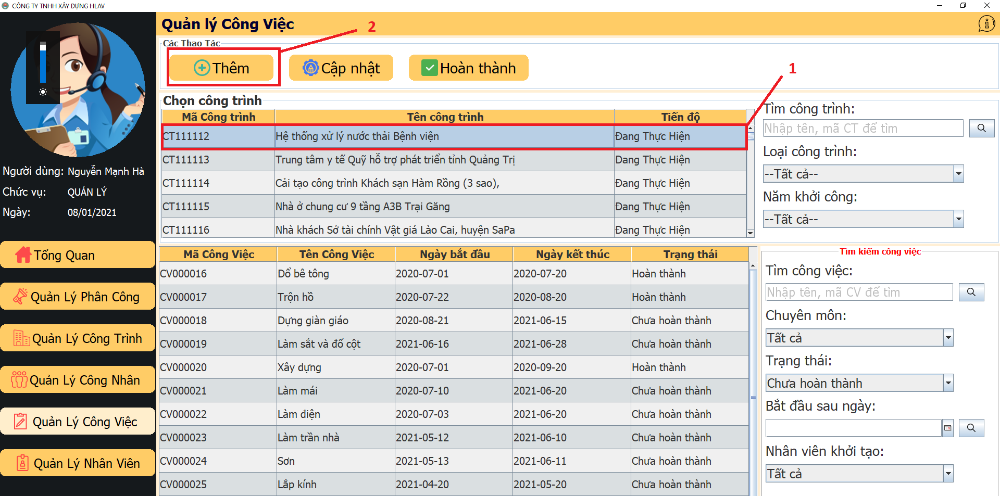 CÔNG TY TNHH XÂY DỰNG HLAV
Quản lý Công Việc
2
Các Thao Tác
Thêm
Cập nhật
Hoàn thành
1
Chọn công trình
Mã Công trình Tên công trình Tiến độ
CT111112 Hệ thống xử lý nước thải Bệnh viện Đang Thực Hiện
CT111113 Trung tâm y tế Quỹ hỗ trợ phát triển tỉnh Quảng Trị Đang Thực Hiện
CT111114 Cải tạo công trình Khách sạn Hàm Rồng (3 sao), Đang Thực Hiện
CT111115 Nhà ở chung cư 9 tầng A3B Trại Găng Đang Thực Hiện
CT111116 Nhà khách Sở tài chính Vật giá Lào Cai, huyện SaPa Đang Thực Hiện
Tìm công trình:
Nhập tên, mã CT để tìm
Loại công trình:
--Tất cả--
Năm khởi công:
--Tất cả--
Người dùng: Nguyễn Mạnh Hà
Chức vụ: QUẢN LÝ
Ngày: 08/01/2021
Tổng Quan
Quản Lý Phân Công
Quản Lý Công Trình
Quản Lý Công Nhân
Quản Lý Công Việc
Quản Lý Nhân Viên
Mã Công Việc Tên Công Việc Ngày bắt đầu Ngày kết thúc Trạng thái
CV000016 Đổ bê tông 2020-07-01 2020-07-20 Hoàn thành
CV000017 Trộn hồ 2020-07-22 2020-08-20 Hoàn thành
CV000018 Dựng giàn giáo 2020-08-21 2021-06-15 Chưa hoàn thành
CV000019 Làm sắt và đổ cột 2021-06-16 2021-06-28 Chưa hoàn thành
CV000020 Xây dựng 2020-07-01 2020-09-20 Hoàn thành
CV000021 Làm mái 2020-07-10 2021-06-20 Chưa hoàn thành
CV000022 Làm điện 2020-07-03 2021-06-20 Chưa hoàn thành
CV000023 Làm trần nhà 2021-05-12 2021-06-10 Chưa hoàn thành
CV000024 Sơn 2021-05-13 2021-06-11 Chưa hoàn thành
CV000025 Lắp kính 2021-04-20 2021-05-20 Chưa hoàn thành
Tìm kiếm công việc
Tìm công việc:
Nhập tên, mã CV để tìm
Chuyên môn:
Tất cả
Trạng thái:
Chưa hoàn thành
Bắt đầu sau ngày:
Nhân viên khởi tạo:
Tất cả